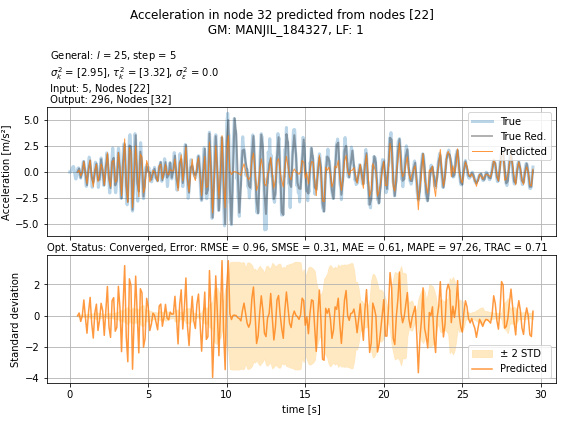 Acceleration in node 32 predicted from nodes [22]
GM: MANJIL_184327, LF: 1
General: l = 25, step = 5
σ²ₖ = [2.95], τ²ₖ = [3.32], σ²ε = 0.0
Input: 5, Nodes [22]
Output: 296, Nodes [32]
Acceleration [m/s²]
5.0
2.5
0.0
−2.5
−5.0
True
True Red.
Predicted
Opt. Status: Converged, Error: RMSE = 0.96, SMSE = 0.31, MAE = 0.61, MAPE = 97.26, TRAC = 0.71
Standard deviation
2
0
−2
−4
± 2 STD
Predicted
0 5 10 15 20 25 30
time [s]